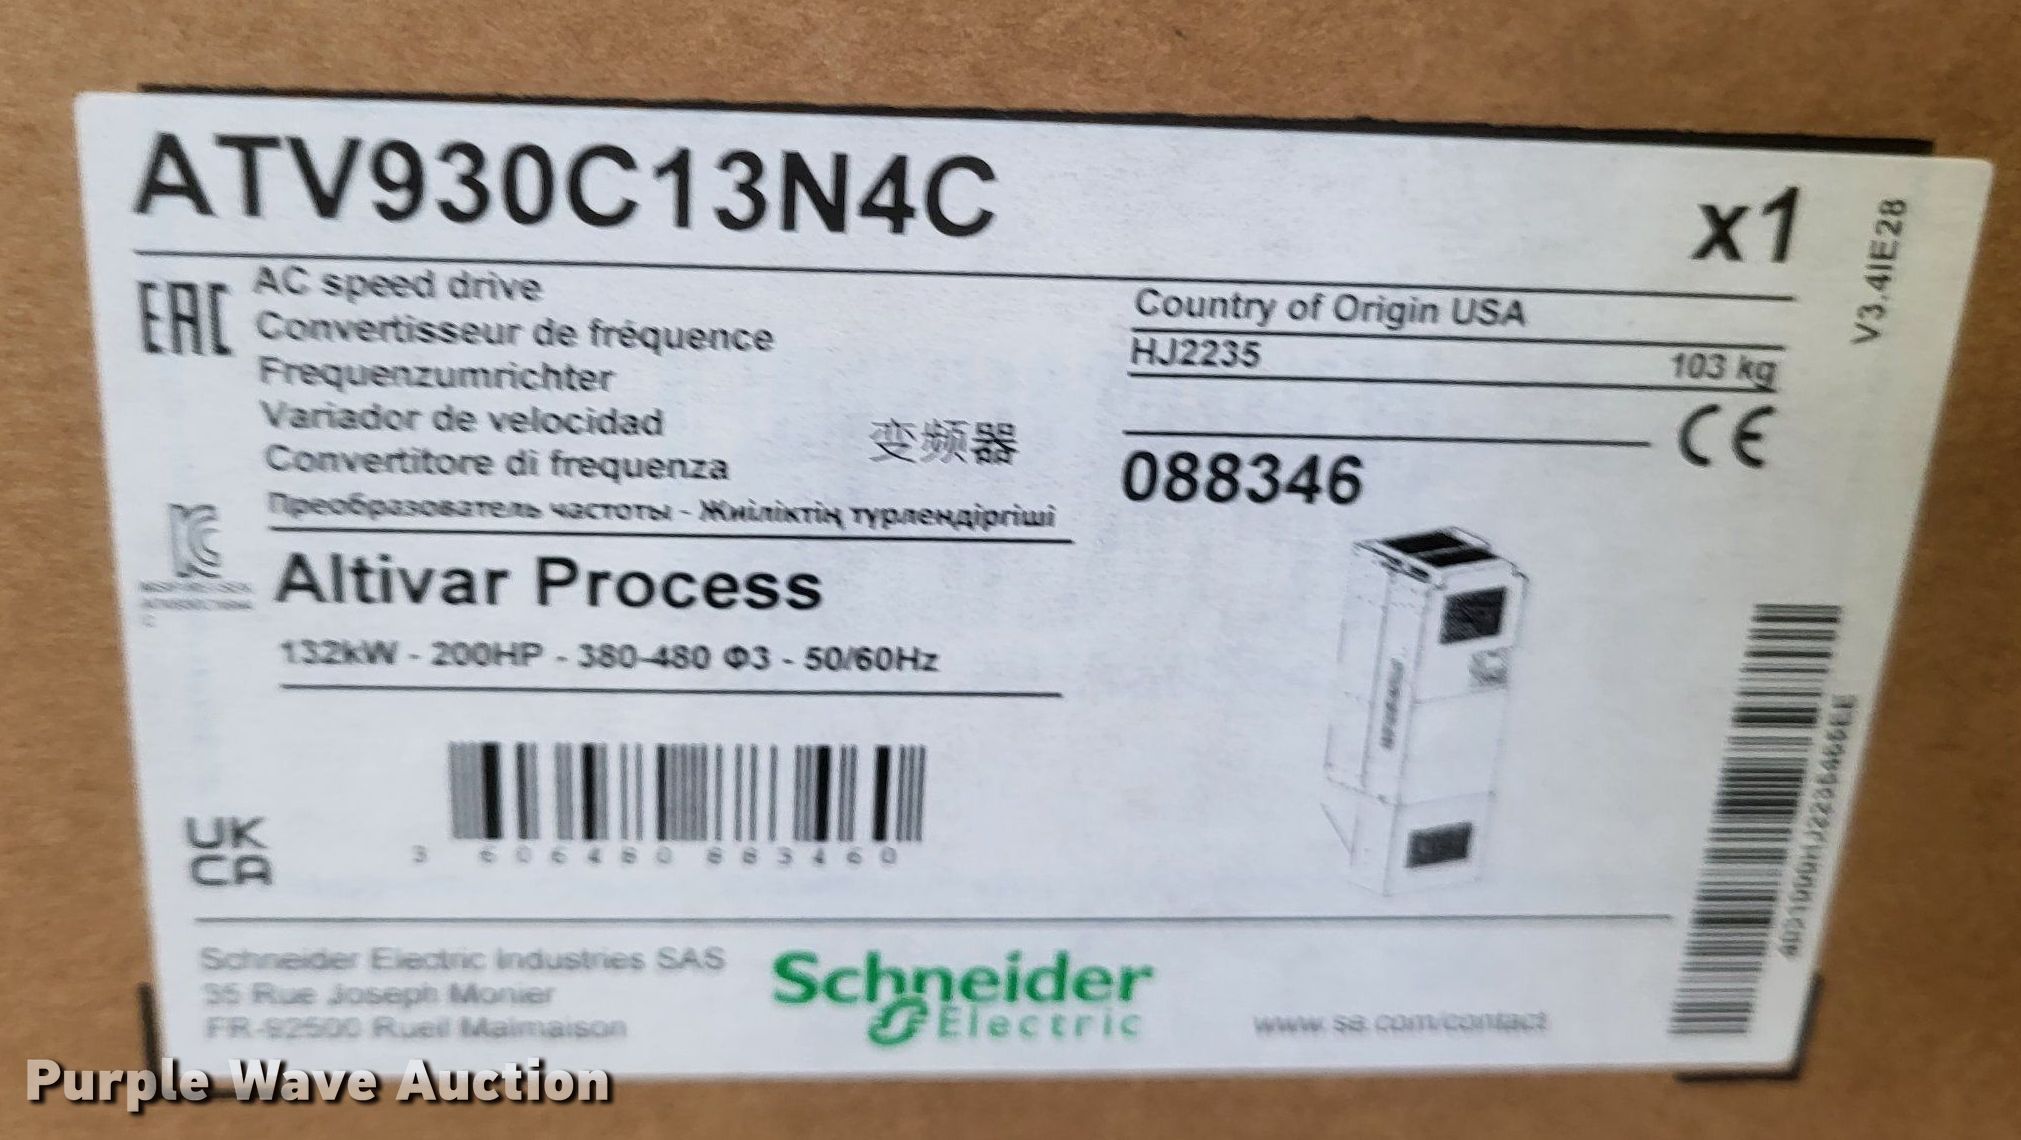 ATV930C13N4C
x1
V3.4IE28
EAC
AC speed drive
Convertisseur de fréquence
Frequenzumrichter
Variador de velocidad
Convertitore di frequenza
变频器
Преобразователь частоты - Жиіліктің түрлендіргіші
Country of Origin USA
HJ2235 103 kg
CE
088346
Altivar Process
132kW - 200HP - 380-480 Φ3 - 50/60Hz
3 606480 883460
UK
CA
Schneider Electric Industries SAS
35 Rue Joseph Monier
FR-92500 Rueil Malmaison
Schneider
Electric
www.se.com/contact
Purple Wave Auction